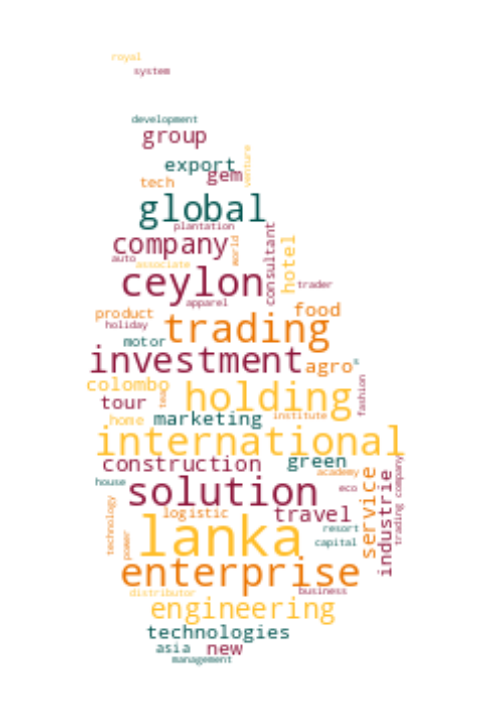 royal
system
development
group
export
venture
gem
tech
global
plantation
company
consultant
world
hotel
auto
associate
ceylon
trader
apparel
product
food
holiday
trading
motor
investment
agro
s
colombo
holding
fashion
tour
tea
home
marketing
institute
international
construction
green
academy
trading company
service
industrie
house
solution
eco
technology
logistic
travel
resort
lanka
power
capital
enterprise
distributor
business
engineering
technologies
asia
new
management